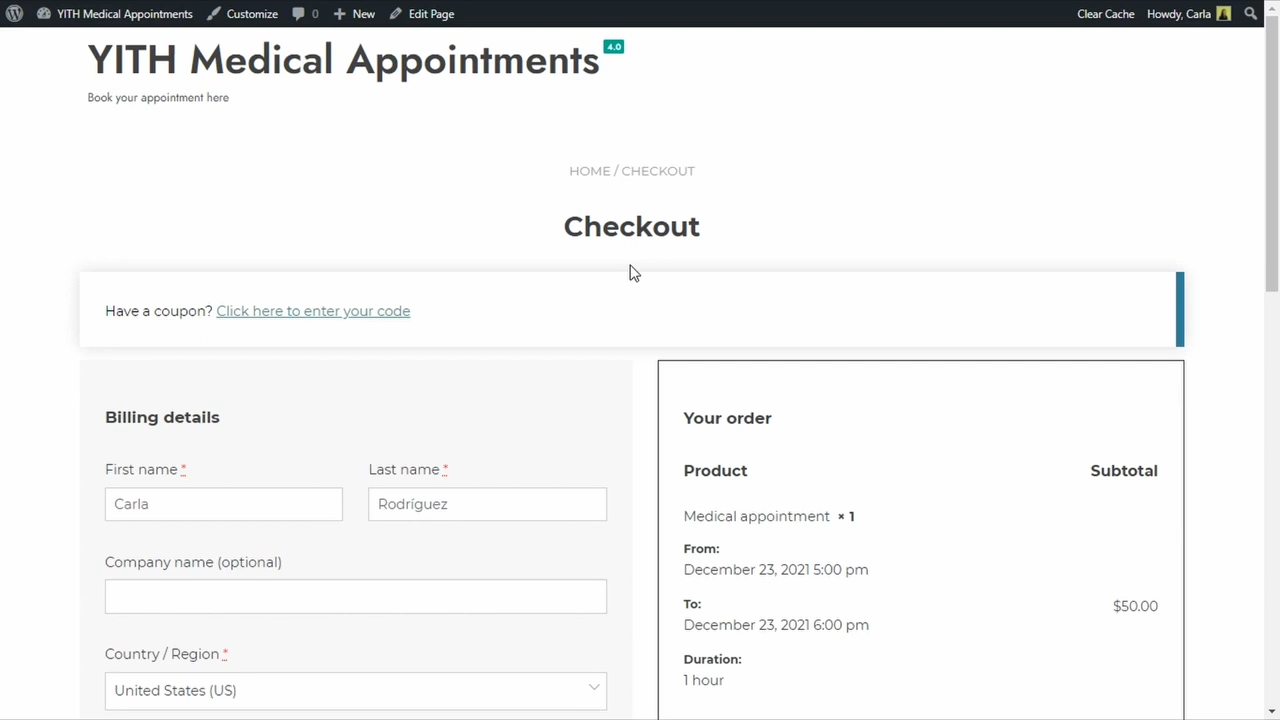 YITH Medical Appointments
Customize
0
New
Edit Page
Clear Cache
Howdy, Carla
YITH Medical Appointments 4.0
Book your appointment here
HOME / CHECKOUT
Checkout
Have a coupon? Click here to enter your code
Billing details
First name *
Last name *
Carla
Rodríguez
Company name (optional)
Country / Region *
United States (US)
Your order
Product
Subtotal
Medical appointment × 1
From:
December 23, 2021 5:00 pm
To:
$50.00
December 23, 2021 6:00 pm
Duration:
1 hour